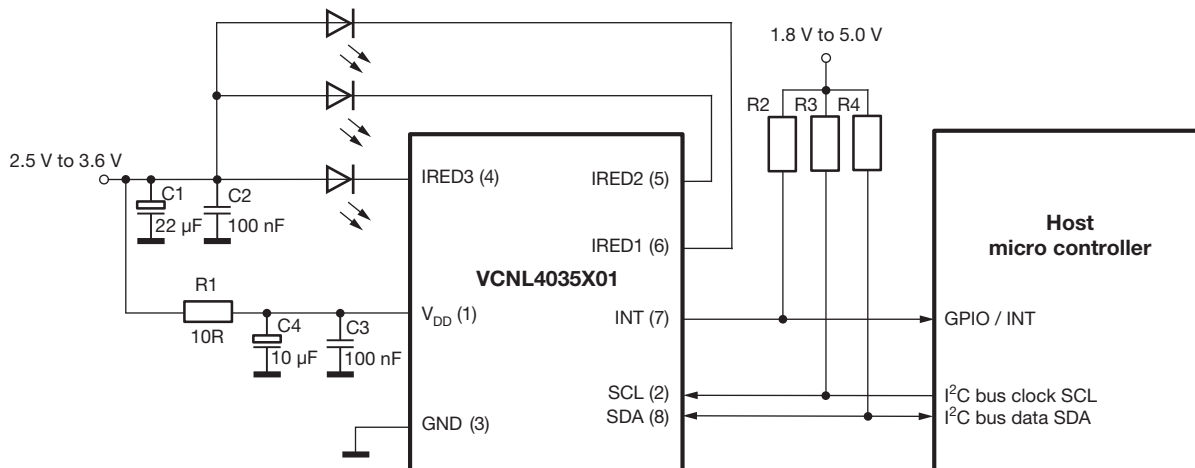 1.8 V to 5.0 V
R2
R3
R4
2.5 V to 3.6 V
C1
22 µF
C2
100 nF
IRED3 (4)
IRED2 (5)
IRED1 (6)
VCNL4035X01
Host
micro controller
R1
10R
C4
10 µF
C3
100 nF
V_DD (1)
INT (7)
GPIO / INT
SCL (2)
SDA (8)
GND (3)
I²C bus clock SCL
I²C bus data SDA